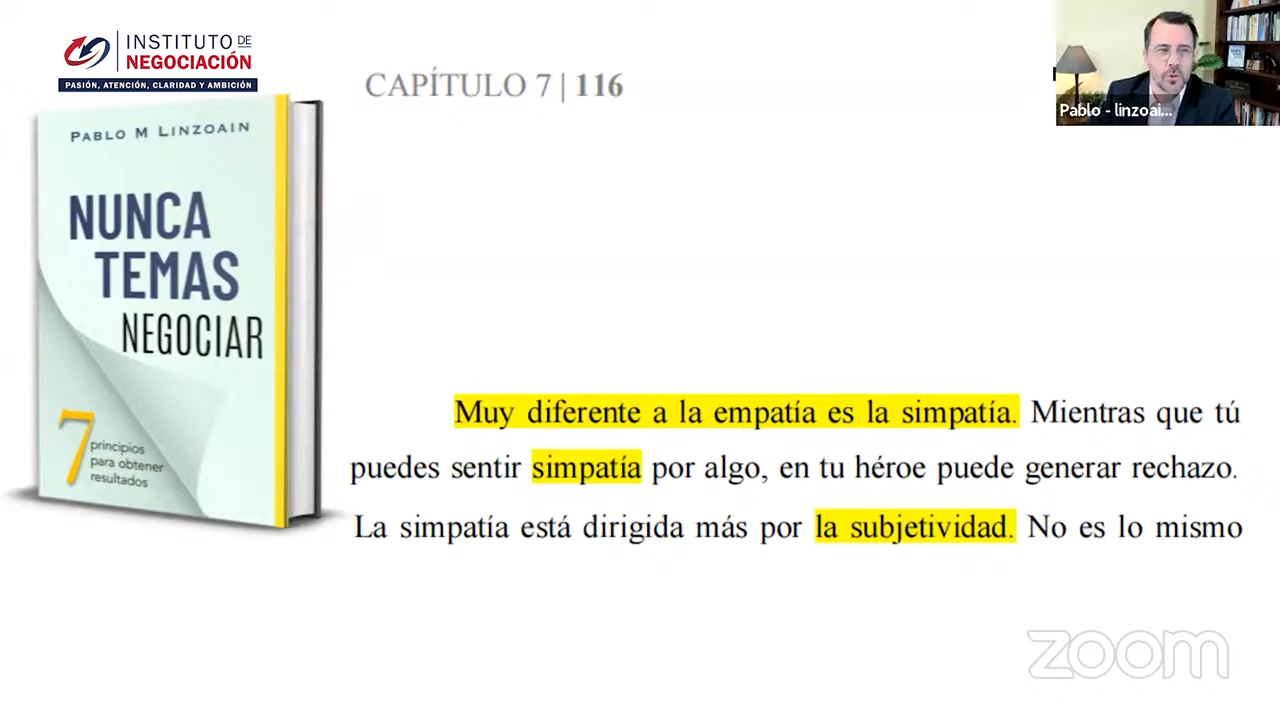 INSTITUTO DE
NEGOCIACIÓN
PASIÓN, ATENCIÓN, CLARIDAD Y AMBICIÓN
PABLO M LINZOAIN
NUNCA
TEMAS
NEGOCIAR
7 principios
para obtener
resultados
CAPÍTULO 7 | 116
Pablo - linzoai...
Muy diferente a la empatía es la simpatía. Mientras que tú
puedes sentir simpatía por algo, en tu héroe puede generar rechazo.
La simpatía está dirigida más por la subjetividad. No es lo mismo
zoom